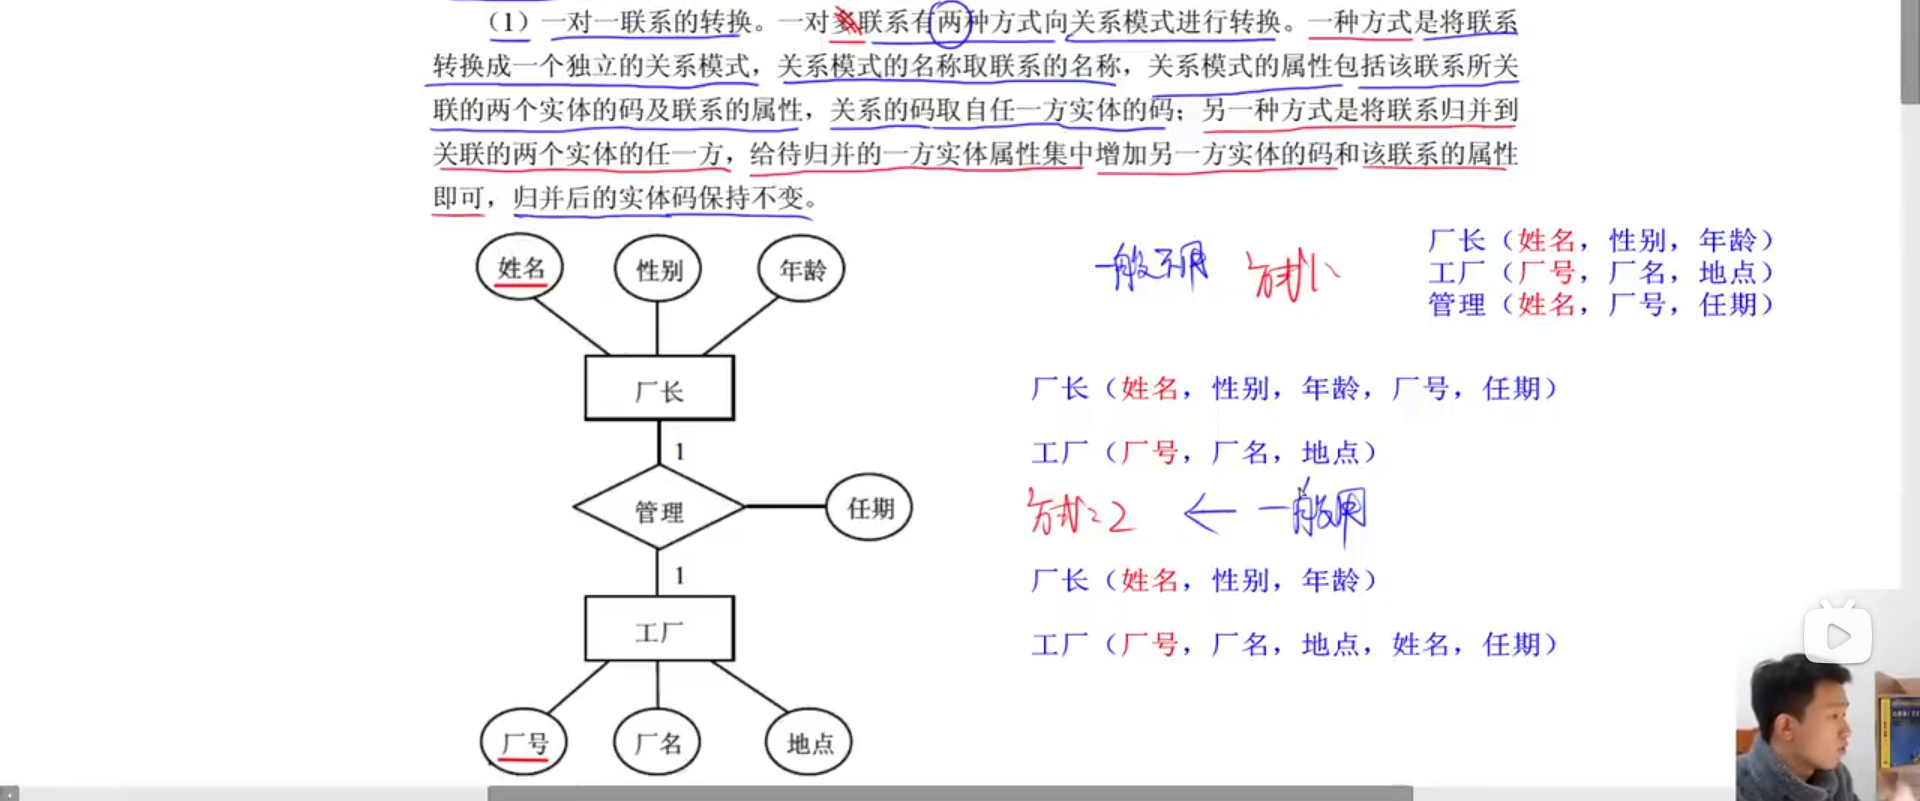 （1）一对一联系的转换。一对多联系有两种方式向关系模式进行转换。一种方式是将联系
转换成一个独立的关系模式，关系模式的名称取联系的名称，关系模式的属性包括该联系所关
联的两个实体的码及联系的属性，关系的码取自任一方实体的码；另一种方式是将联系归并到
关联的两个实体的任一方，给待归并的一方实体属性集中增加另一方实体的码和该联系的属性
即可，归并后的实体码保持不变。
姓名 性别 年龄
厂长
1
管理 任期
1
工厂
厂号 厂名 地点
一般不用 方式1
厂长（姓名，性别，年龄）
工厂（厂号，厂名，地点）
管理（姓名，厂号，任期）
厂长（姓名，性别，年龄，厂号，任期）
工厂（厂号，厂名，地点）
方式2 ← 一般用
厂长（姓名，性别，年龄）
工厂（厂号，厂名，地点，姓名，任期）